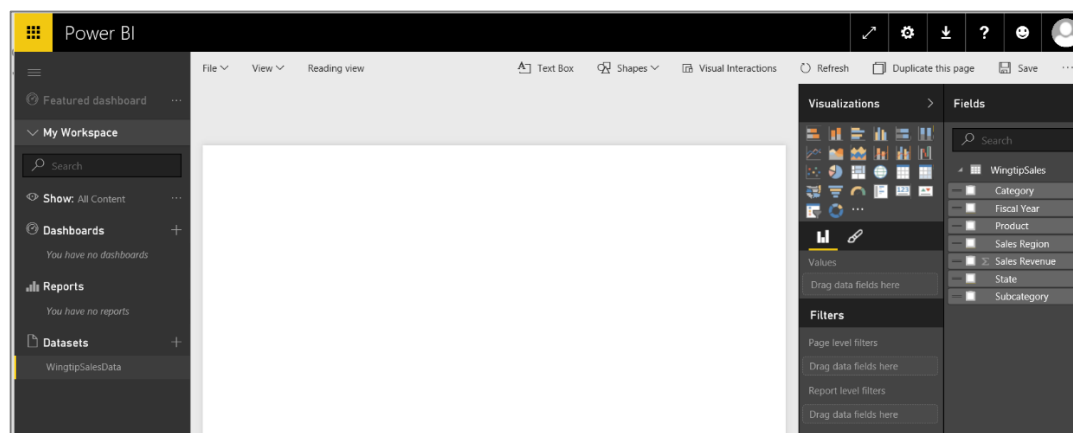 Power BI
?
File View Reading view Text Box Shapes Visual Interactions Refresh Duplicate this page Save ...
Featured dashboard ...
My Workspace
Search
Show: All Content ...
Dashboards +
You have no dashboards
Reports
You have no reports
Datasets +
WingtipSalesData
Visualizations >
...
Values
Drag data fields here
Filters
Page level filters
Drag data fields here
Report level filters
Drag data fields here
Fields
Search
WingtipSales
Category
Fiscal Year
Product
Sales Region
Σ Sales Revenue
State
Subcategory